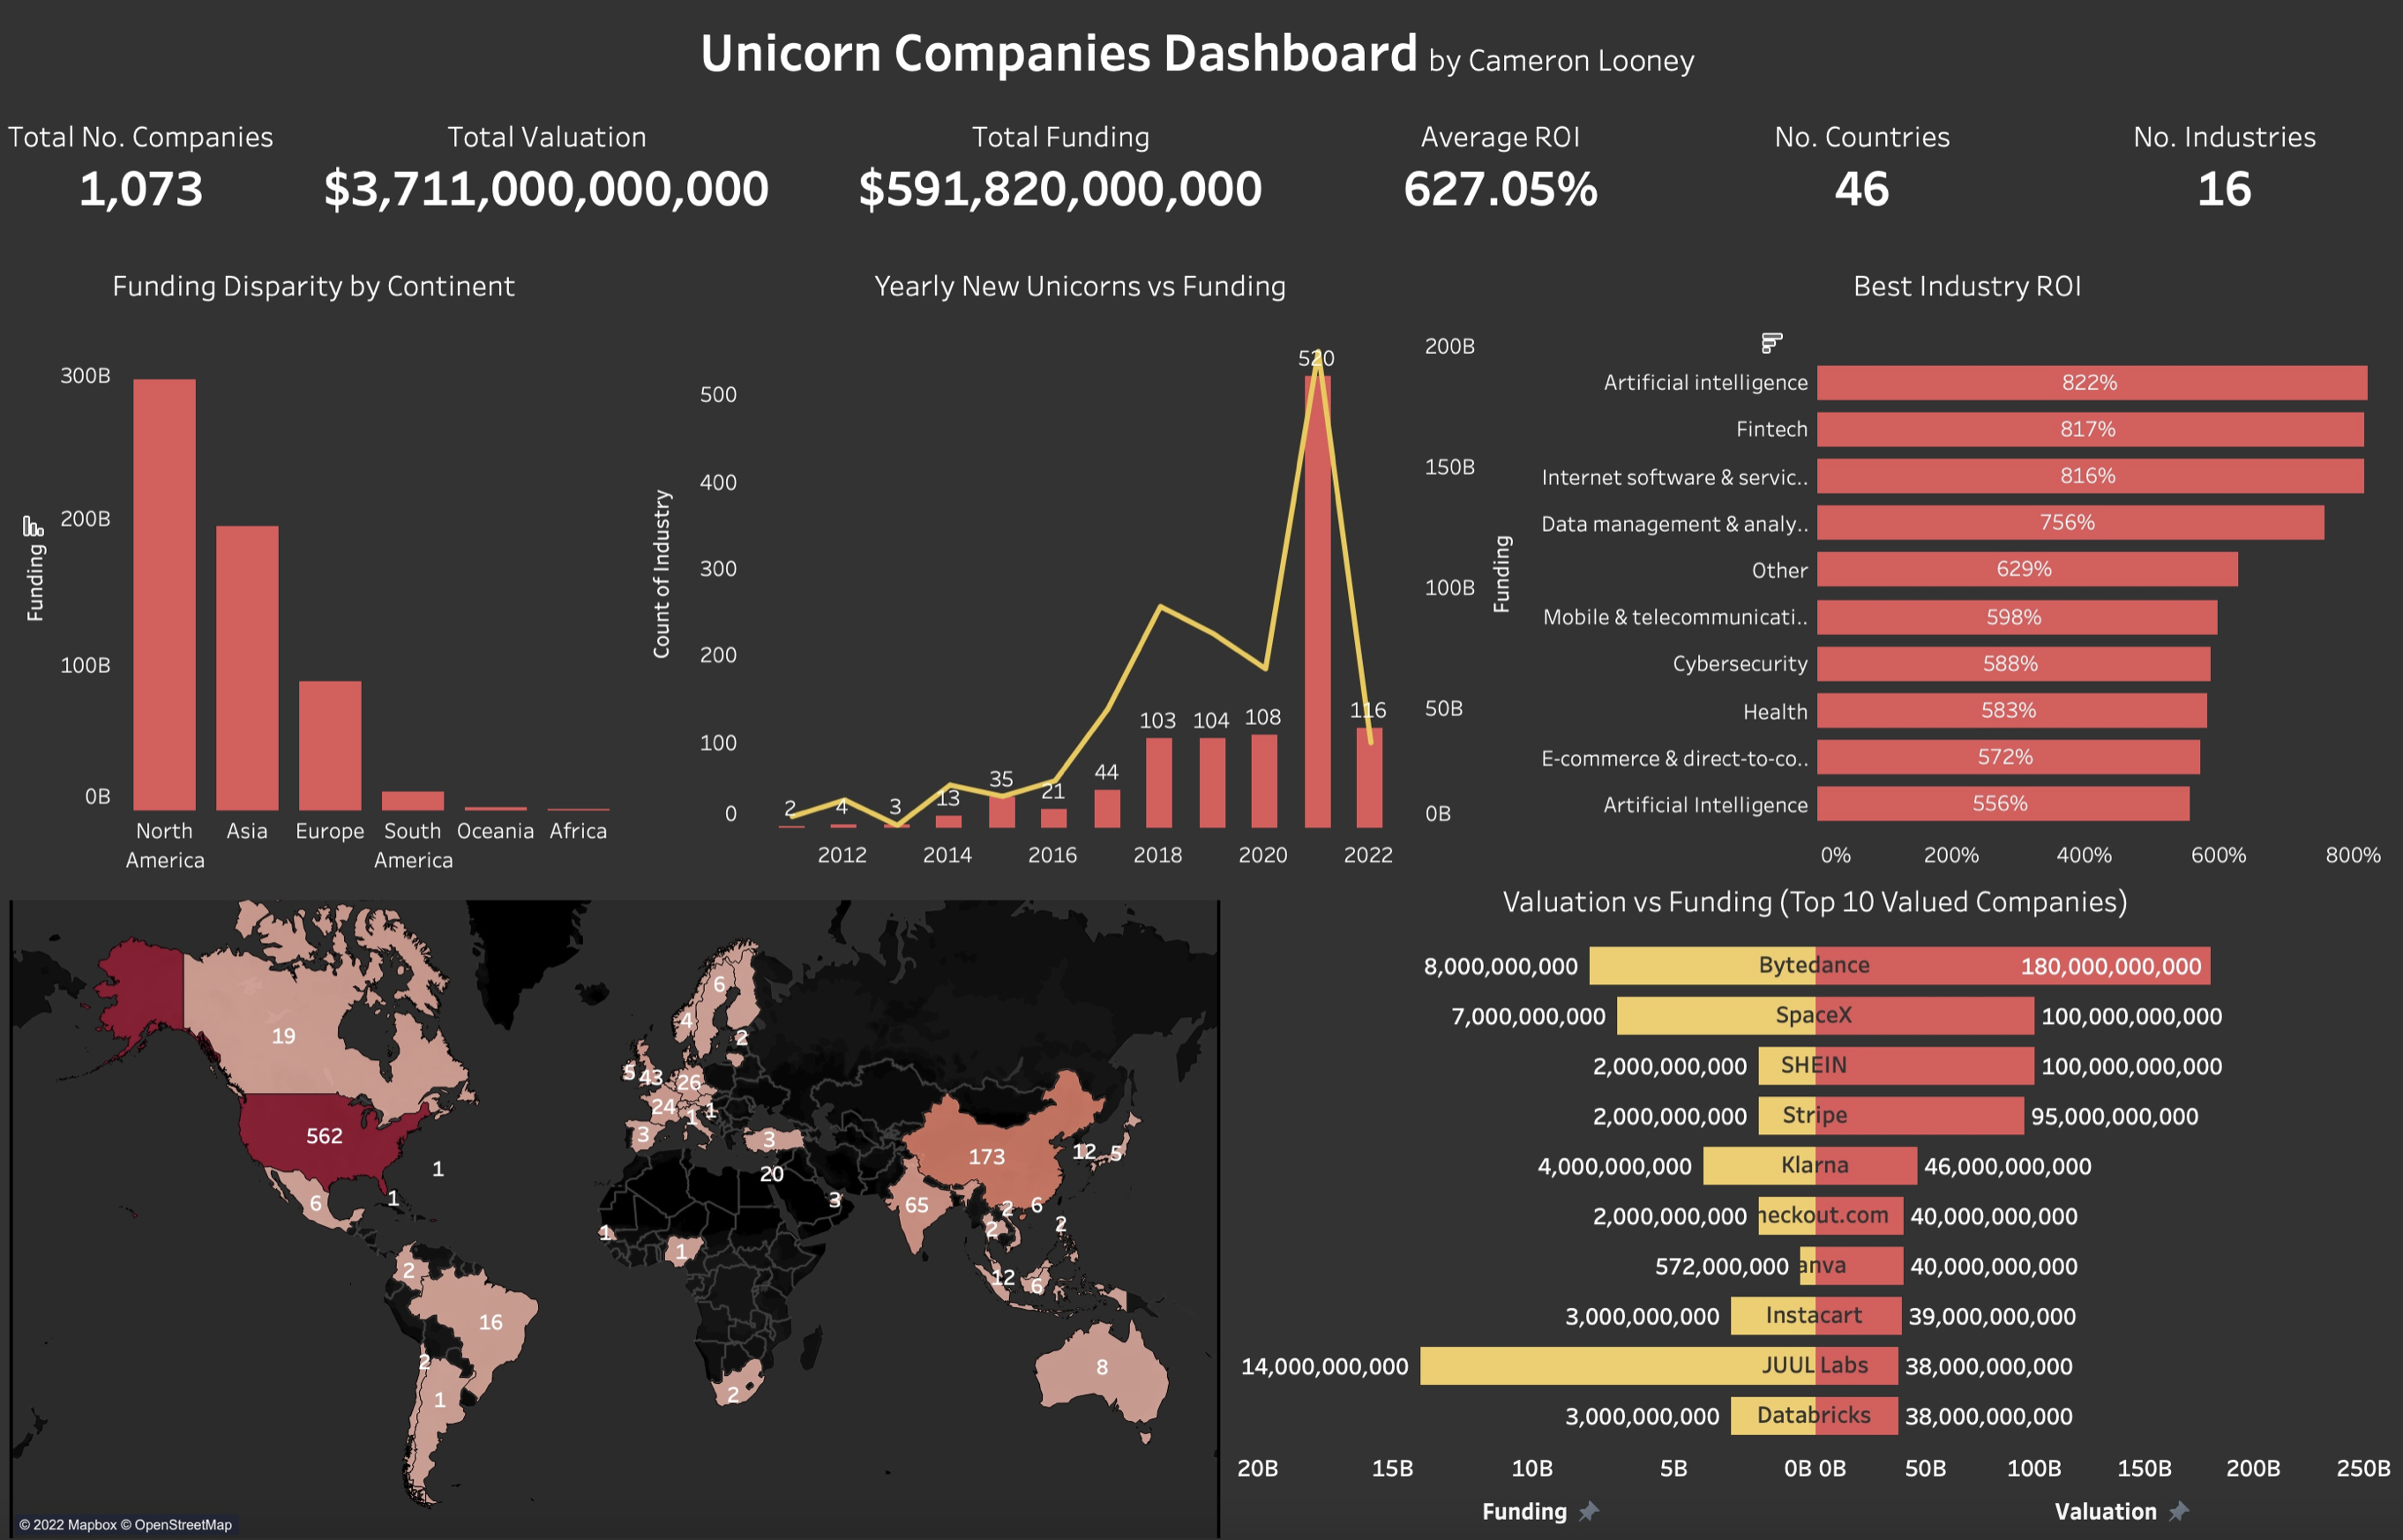 Unicorn Companies Dashboard by Cameron Looney
Total No. Companies
1,073
Total Valuation
$3,711,000,000,000
Total Funding
$591,820,000,000
Average ROI
627.05%
No. Countries
46
No. Industries
16
Funding Disparity by Continent
Funding
300B
200B
100B
0B
North America
Asia
Europe
South America
Oceania
Africa
Yearly New Unicorns vs Funding
Count of Industry
500
400
300
200
100
0
2
4
3
13
35
21
44
103
104
108
520
116
2012
2014
2016
2018
2020
2022
200B
150B
100B
50B
0B
Funding
Best Industry ROI
Artificial intelligence 822%
Fintech 817%
Internet software & servic.. 816%
Data management & analy.. 756%
Other 629%
Mobile & telecommunicati.. 598%
Cybersecurity 588%
Health 583%
E-commerce & direct-to-co.. 572%
Artificial Intelligence 556%
0% 200% 400% 600% 800%
19
562
6
1
1
2
16
2
1
6
4
2
5
43
26
24
1
1
3
3
20
3
1
1
2
173
65
12
5
2
6
2
2
12
6
8
© 2022 Mapbox © OpenStreetMap
Valuation vs Funding (Top 10 Valued Companies)
8,000,000,000 Bytedance 180,000,000,000
7,000,000,000 SpaceX 100,000,000,000
2,000,000,000 SHEIN 100,000,000,000
2,000,000,000 Stripe 95,000,000,000
4,000,000,000 Klarna 46,000,000,000
2,000,000,000 heckout.com 40,000,000,000
572,000,000 anva 40,000,000,000
3,000,000,000 Instacart 39,000,000,000
14,000,000,000 JUUL Labs 38,000,000,000
3,000,000,000 Databricks 38,000,000,000
20B 15B 10B 5B 0B 0B 50B 100B 150B 200B 250B
Funding
Valuation